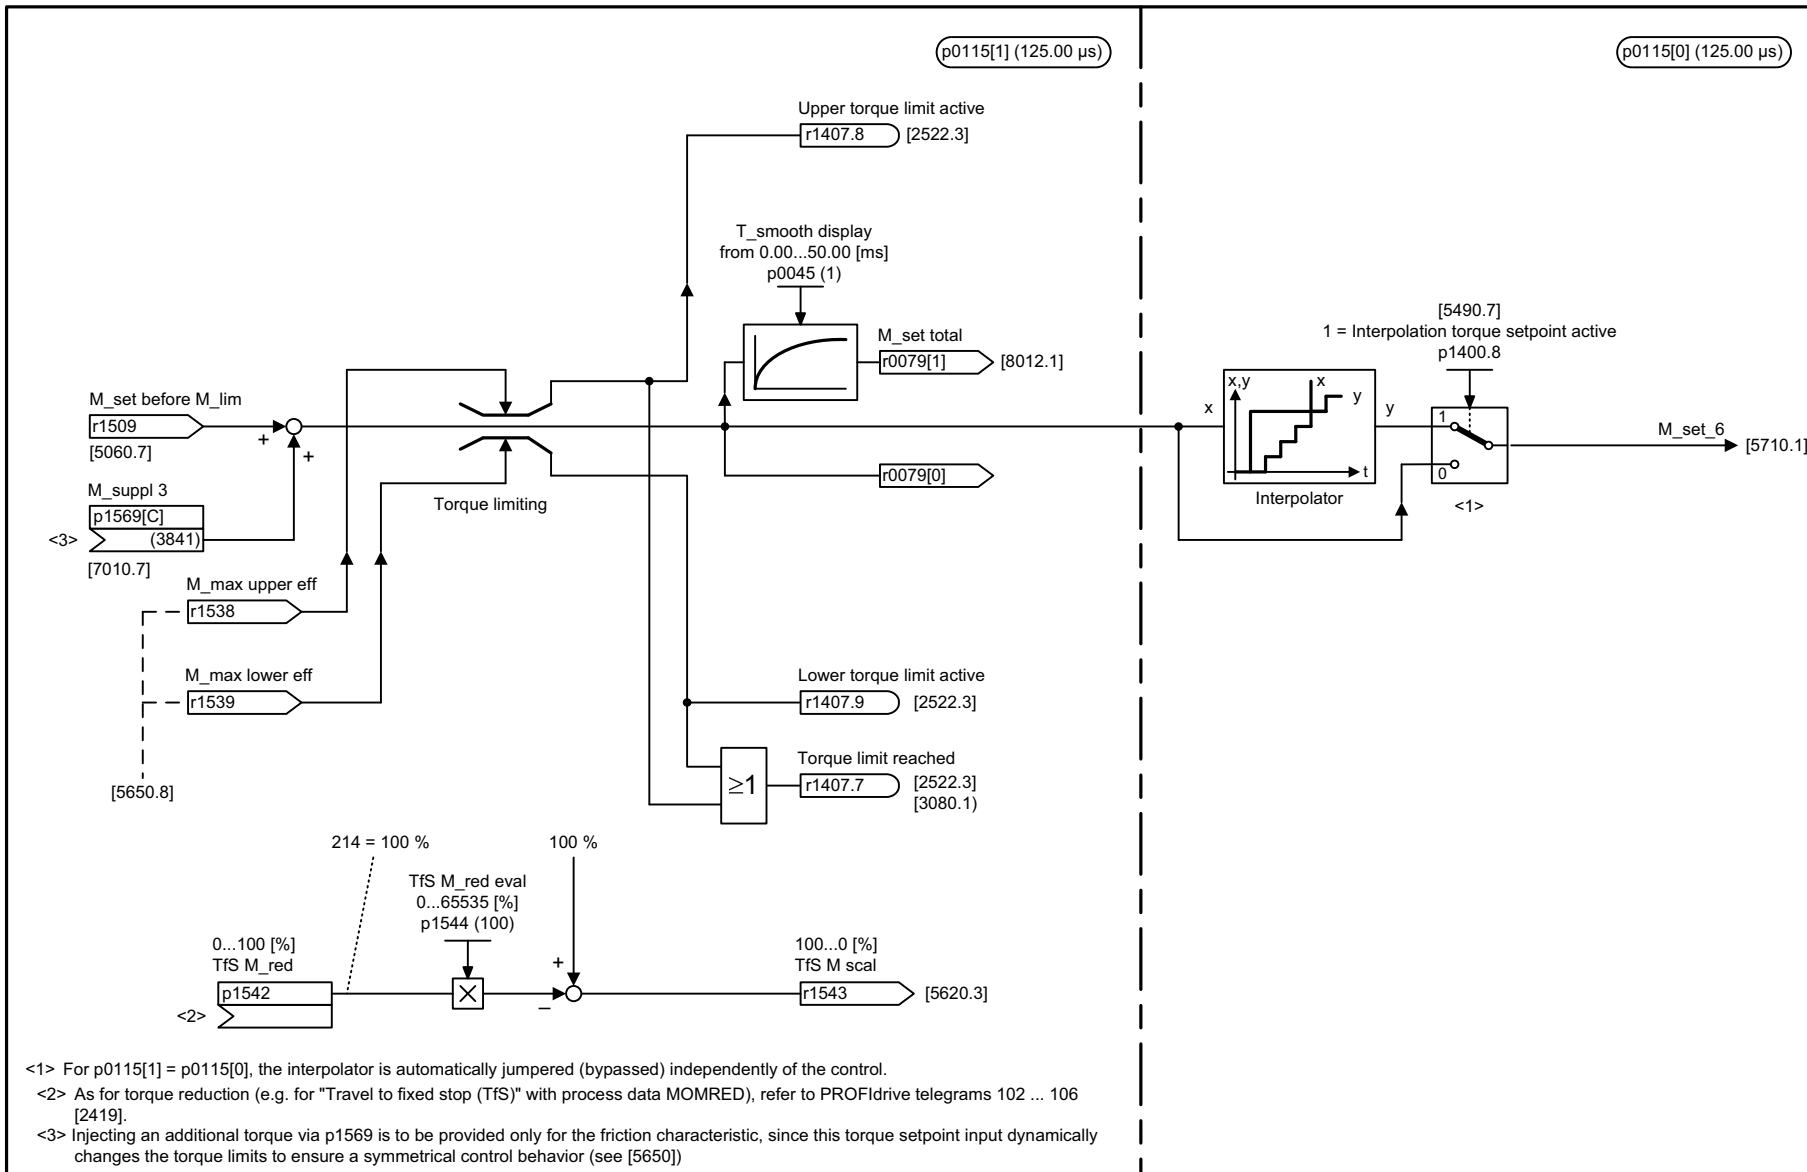 p0115[1] (125.00 µs)
p0115[0] (125.00 µs)
Upper torque limit active
r1407.8
[2522.3]
T_smooth display
from 0.00...50.00 [ms]
p0045 (1)
M_set total
r0079[1]
[8012.1]
[5490.7]
1 = Interpolation torque setpoint active
p1400.8
M_set before M_lim
r1509
[5060.7]
+
+
M_suppl 3
p1569[C]
(3841)
<3>
[7010.7]
Torque limiting
r0079[0]
x
x,y
x
y
t
Interpolator
y
1
0
<1>
M_set_6
[5710.1]
M_max upper eff
r1538
M_max lower eff
r1539
[5650.8]
Lower torque limit active
r1407.9
[2522.3]
≥1
Torque limit reached
r1407.7
[2522.3]
[3080.1)
214 = 100 %
100 %
TfS M_red eval
0...65535 [%]
p1544 (100)
0...100 [%]
TfS M_red
p1542
<2>
+
–
100...0 [%]
TfS M scal
r1543
[5620.3]
<1> For p0115[1] = p0115[0], the interpolator is automatically jumpered (bypassed) independently of the control.
<2> As for torque reduction (e.g. for "Travel to fixed stop (TfS)" with process data MOMRED), refer to PROFIdrive telegrams 102 ... 106
[2419].
<3> Injecting an additional torque via p1569 is to be provided only for the friction characteristic, since this torque setpoint input dynamically
changes the torque limits to ensure a symmetrical control behavior (see [5650])